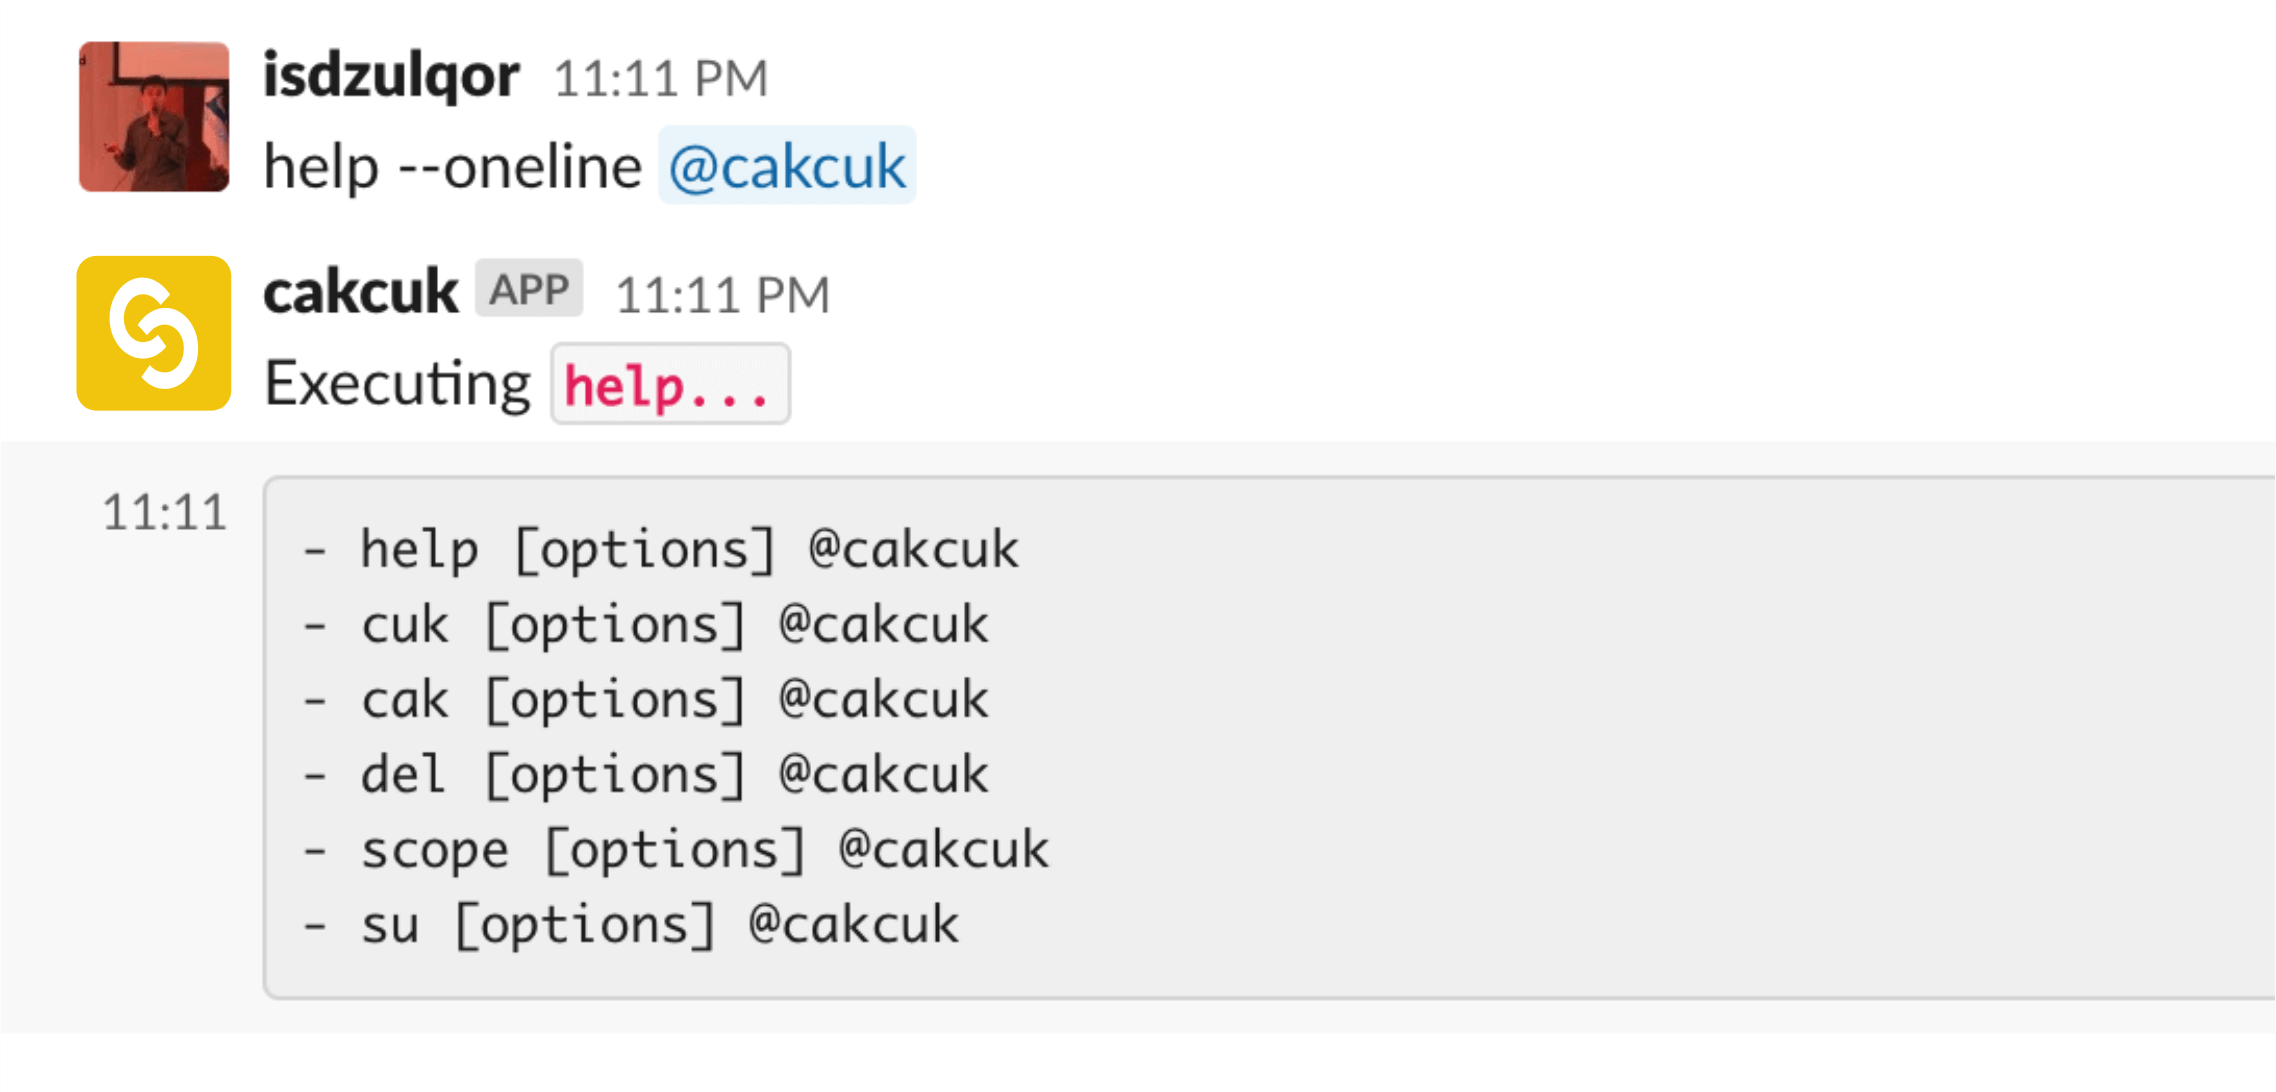 isdzulqor 11:11 PM
help --oneline @cakcuk
cakcuk APP 11:11 PM
Executing help...
11:11
- help [options] @cakcuk
- cuk [options] @cakcuk
- cak [options] @cakcuk
- del [options] @cakcuk
- scope [options] @cakcuk
- su [options] @cakcuk